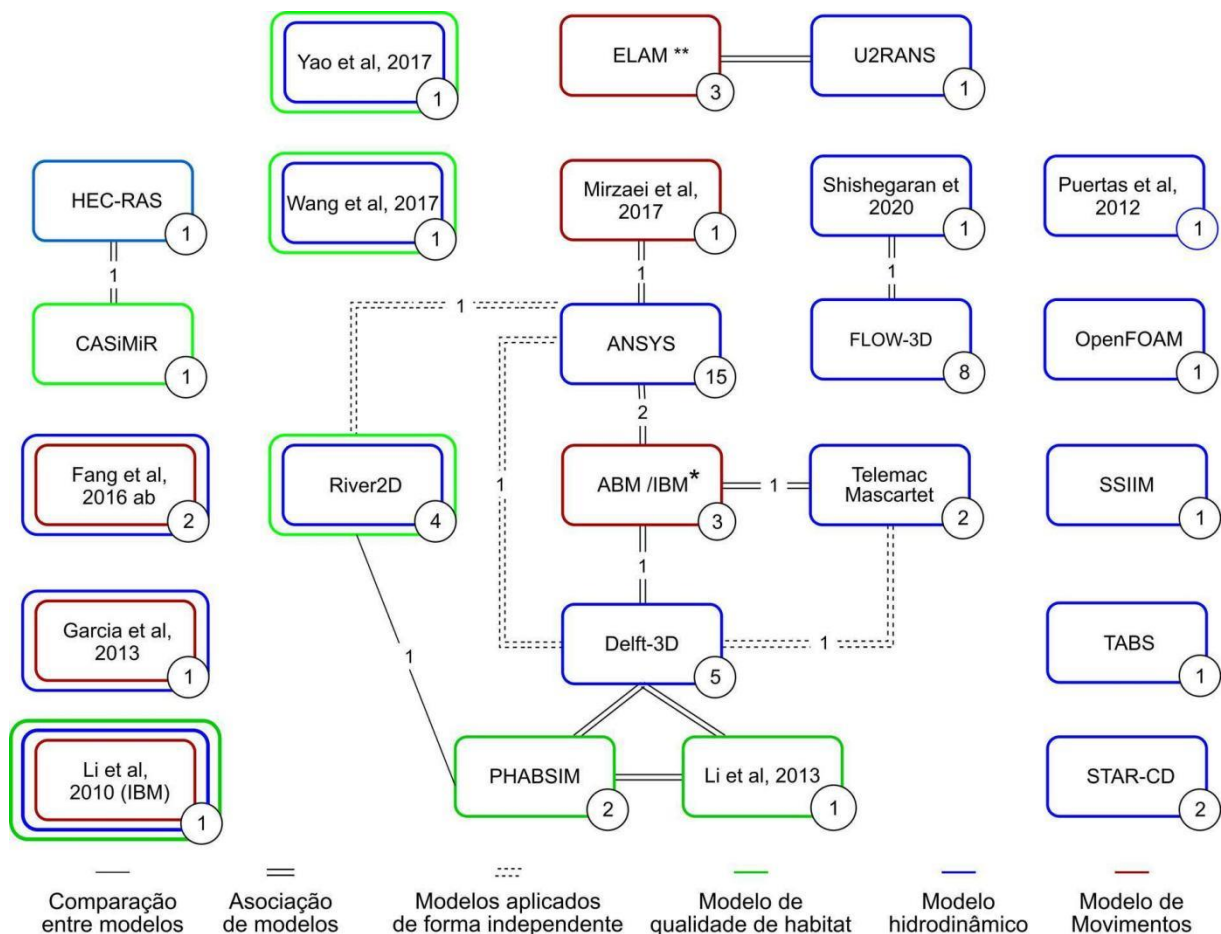 Yao et al, 2017
1
ELAM **
3
U2RANS
1
HEC-RAS
1
Wang et al, 2017
1
Mirzaei et al,
2017
1
Shishegaran et
2020
1
Puertas et al,
2012
1
1
1
1
CASiMiR
1
1
ANSYS
15
FLOW-3D
8
OpenFOAM
1
2
Fang et al,
2016 ab
2
River2D
4
1
ABM /IBM*
3
1
Telemac
Mascartet
2
SSIIM
1
1
Garcia et al,
2013
1
1
Delft-3D
5
1
TABS
1
Li et al,
2010 (IBM)
1
PHABSIM
2
Li et al, 2013
1
STAR-CD
2
Comparação
entre modelos
Asociação
de modelos
Modelos aplicados
de forma independente
Modelo de
qualidade de habitat
Modelo
hidrodinâmico
Modelo de
Movimentos